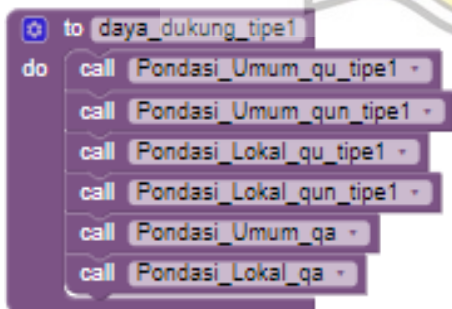 to daya_dukung_tipe1
do call Pondasi_Umum_qu_tipe1
call Pondasi_Umum_qun_tipe1
call Pondasi_Lokal_qu_tipe1
call Pondasi_Lokal_qun_tipe1
call Pondasi_Umum_qa
call Pondasi_Lokal_qa